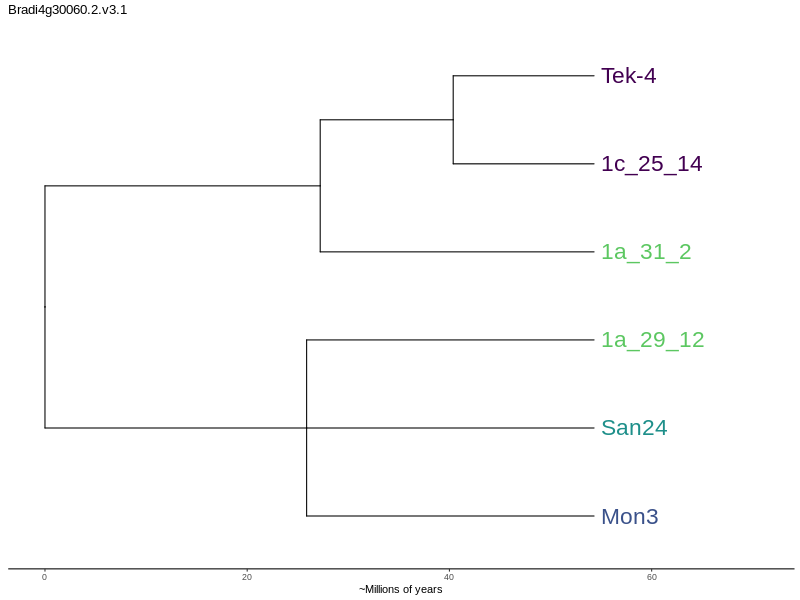 Bradi4g30060.2.v3.1
Tek-4
1c_25_14
1a_31_2
1a_29_12
San24
Mon3
0 20 40 60
~Millions of years